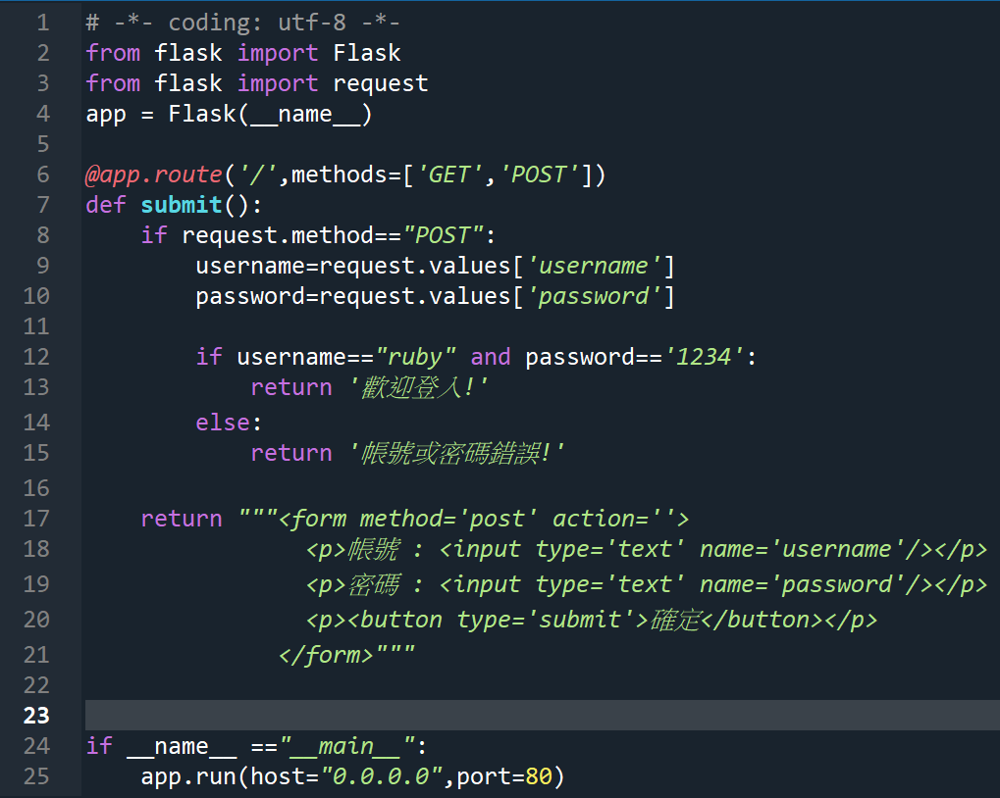 1 # -*- coding: utf-8 -*-
2 from flask import Flask
3 from flask import request
4 app = Flask(__name__)
5
6 @app.route('/',methods=['GET','POST'])
7 def submit():
8     if request.method=="POST":
9         username=request.values['username']
10         password=request.values['password']
11
12         if username=="ruby" and password=='1234':
13             return '歡迎登入!'
14         else:
15             return '帳號或密碼錯誤!'
16
17     return """<form method='post' action=''>
18                 <p>帳號 : <input type='text' name='username'/></p>
19                 <p>密碼 : <input type='text' name='password'/></p>
20                 <p><button type='submit'>確定</button></p>
21               </form>"""
22
23
24 if __name__ =="__main__":
25     app.run(host="0.0.0.0",port=80)